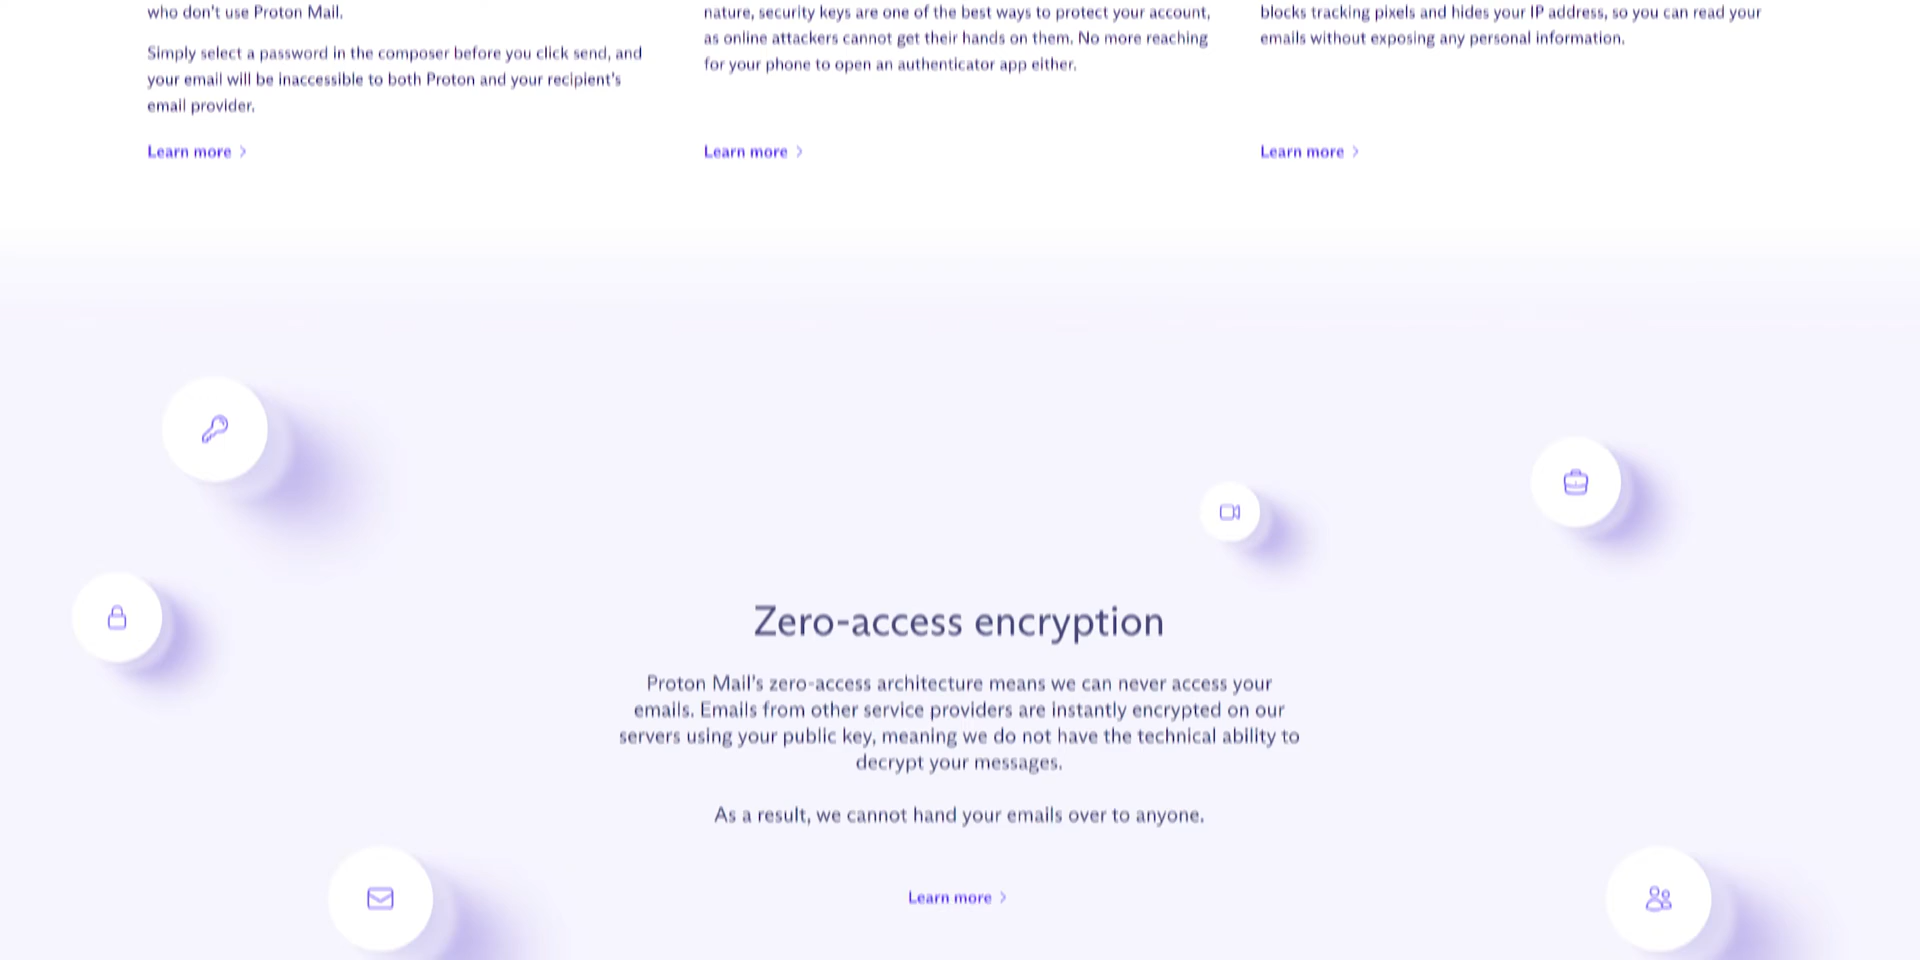 who don't use Proton Mail.
Simply select a password in the composer before you click send, and
your email will be inaccessible to both Proton and your recipient's
email provider.
Learn more
nature, security keys are one of the best ways to protect your account,
as online attackers cannot get their hands on them. No more reaching
for your phone to open an authenticator app either.
Learn more
blocks tracking pixels and hides your IP address, so you can read your
emails without exposing any personal information.
Learn more
Zero-access encryption
Proton Mail's zero-access architecture means we can never access your
emails. Emails from other service providers are instantly encrypted on our
servers using your public key, meaning we do not have the technical ability to
decrypt your messages.
As a result, we cannot hand your emails over to anyone.
Learn more